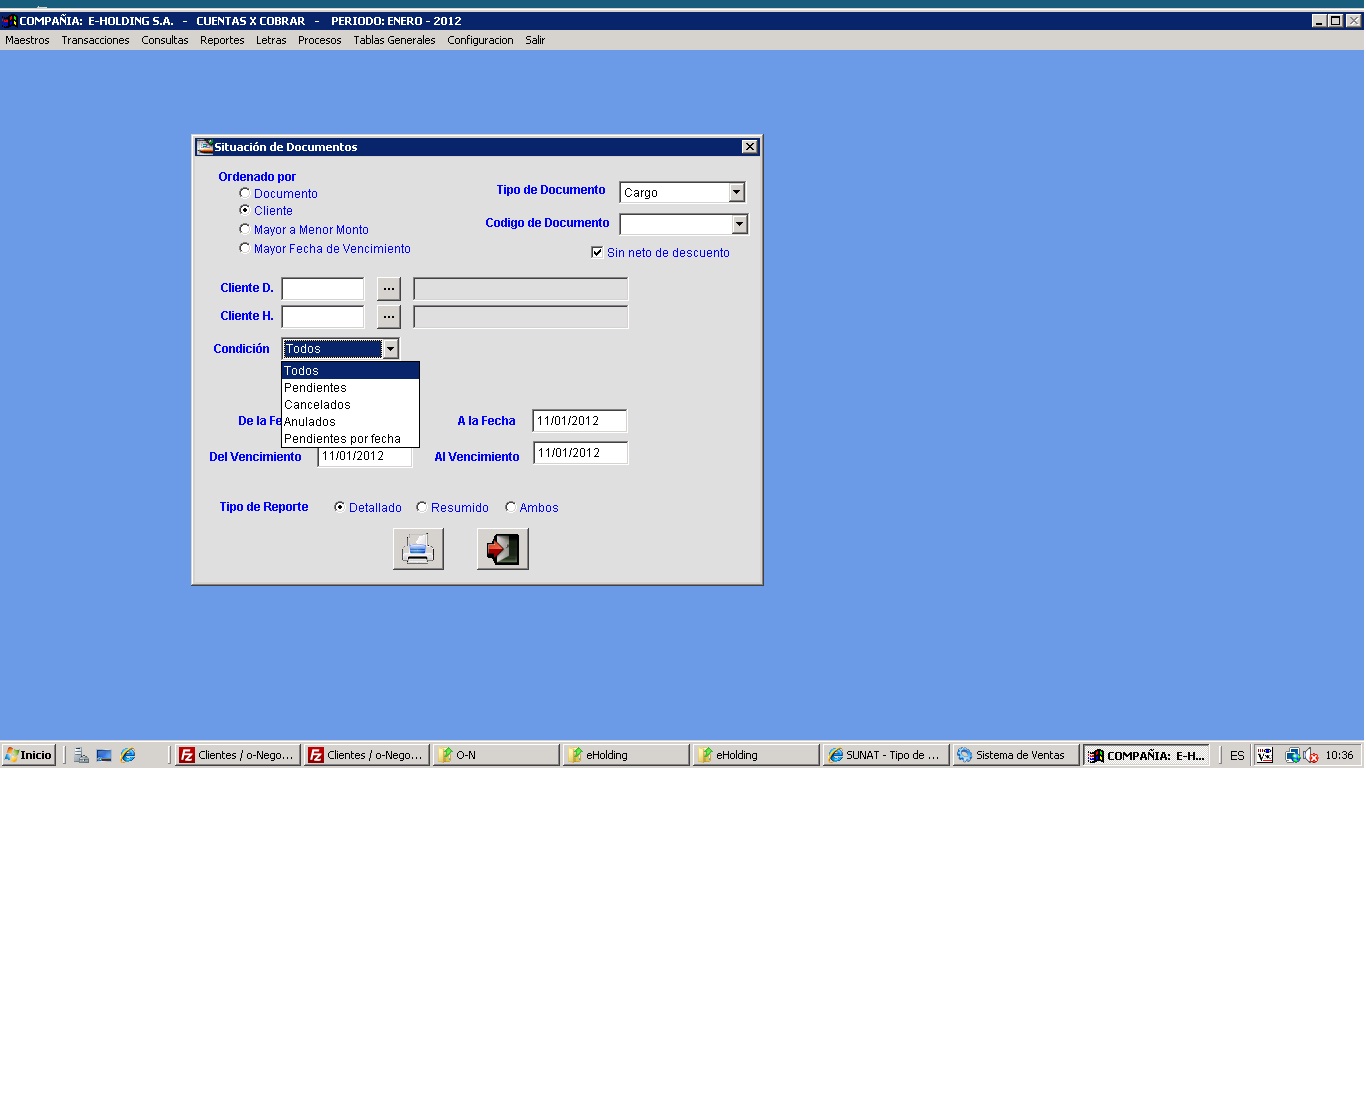 COMPAÑIA: E-HOLDING S.A. - CUENTAS X COBRAR - PERIODO: ENERO - 2012
Maestros Transacciones Consultas Reportes Letras Procesos Tablas Generales Configuracion Salir
Situación de Documentos
Ordenado por
Documento
Cliente
Mayor a Menor Monto
Mayor Fecha de Vencimiento
Tipo de Documento Cargo
Codigo de Documento
Sin neto de descuento
Cliente D. ...
Cliente H. ...
Condición Todos
Todos
Pendientes
Cancelados
Anulados
Pendientes por fecha
De la Fe A la Fecha 11/01/2012
Del Vencimiento 11/01/2012 Al Vencimiento 11/01/2012
Tipo de Reporte Detallado Resumido Ambos
Inicio Clientes / o-Nego... Clientes / o-Nego... O-N eHolding eHolding SUNAT - Tipo de ... Sistema de Ventas COMPAÑIA: E-H... ES 10:36